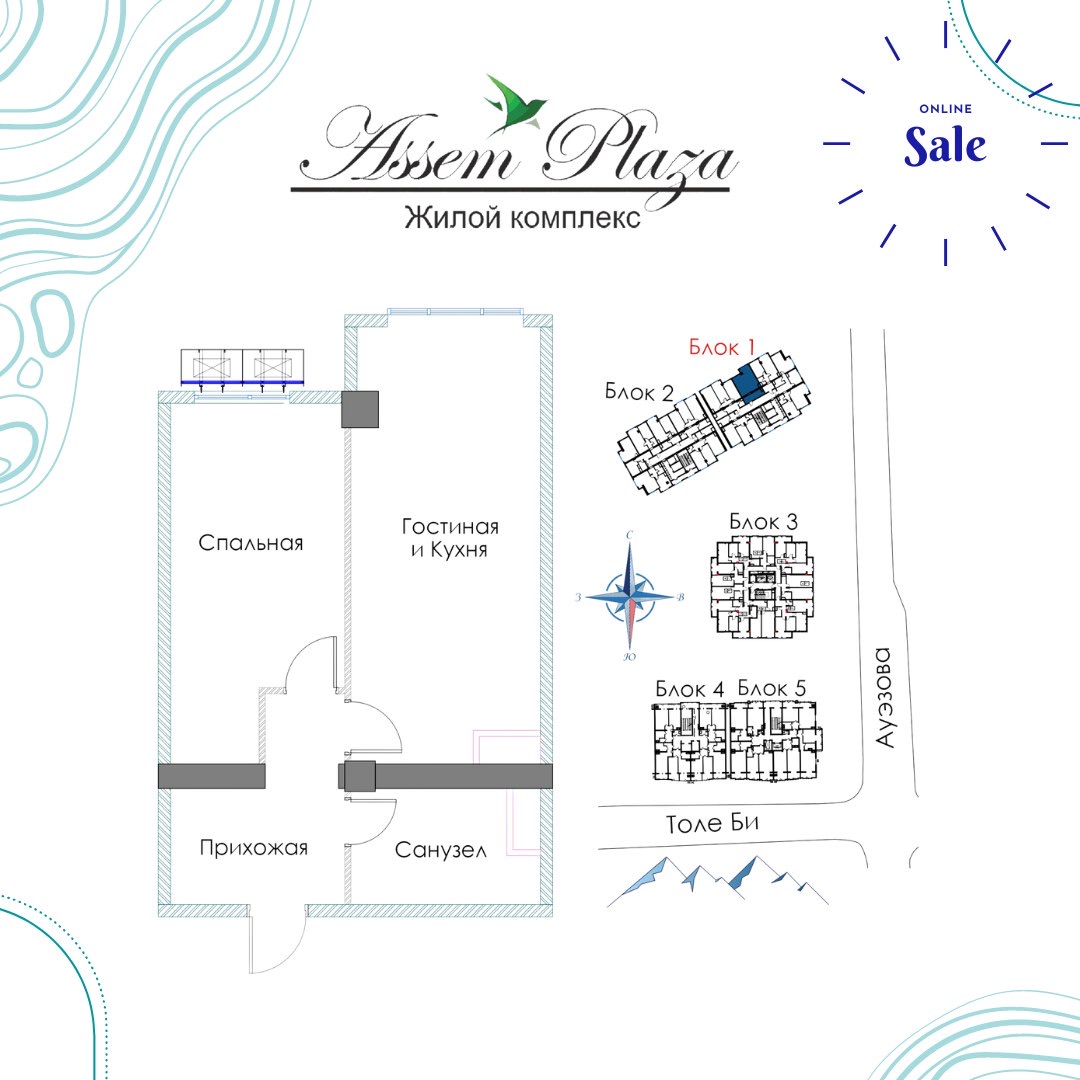 Assem Plaza
Жилой комплекс
ONLINE
Sale
Блок 1
Блок 2
Спальная
Гостиная
и Кухня
Блок 3
С
З
В
Ю
Блок 4
Блок 5
Ауэзова
Толе Би
Прихожая
Санузел